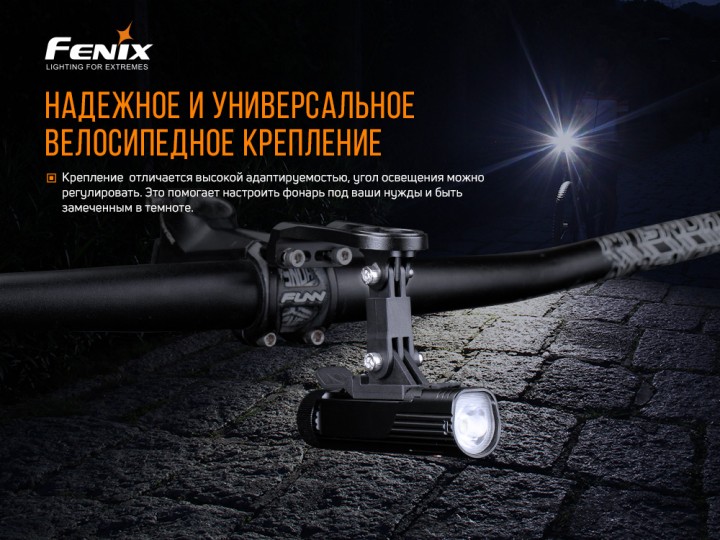 FENIX
LIGHTING FOR EXTREMES
НАДЕЖНОЕ И УНИВЕРСАЛЬНОЕ
ВЕЛОСИПЕДНОЕ КРЕПЛЕНИЕ
Крепление отличается высокой адаптируемостью, угол освещения можно
регулировать. Это помогает настроить фонарь под ваши нужды и быть
замеченным в темноте.
FUNN